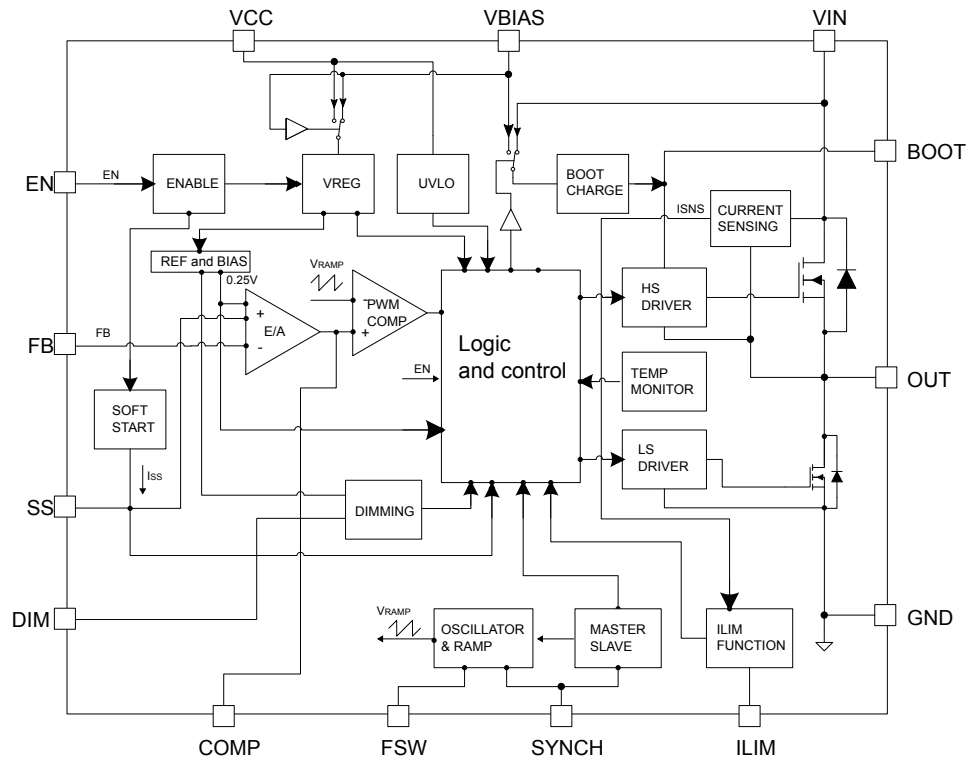 VCC
VBIAS
VIN
BOOT
EN
EN
ENABLE
VREG
UVLO
BOOT
CHARGE
ISNS
CURRENT
SENSING
REF and BIAS
0.25V
VRAMP
HS
DRIVER
FB
FB
+
E/A
-
-
PWM
COMP
+
Logic
and control
EN
TEMP
MONITOR
OUT
SOFT
START
ISS
LS
DRIVER
SS
DIMMING
DIM
VRAMP
OSCILLATOR
& RAMP
MASTER
SLAVE
ILIM
FUNCTION
GND
COMP
FSW
SYNCH
ILIM